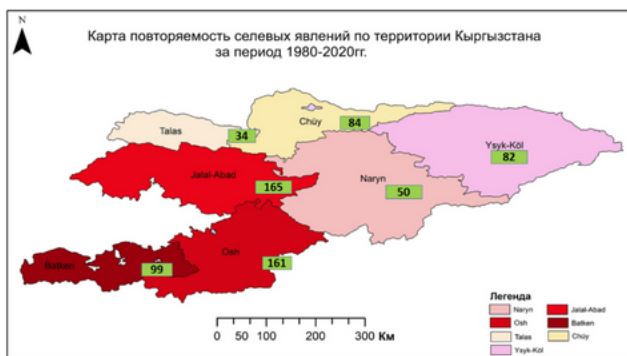 N
Карта повторяемость селевых явлений по территории Кыргызстана
за период 1980-2020гг.
Talas
34
Chüy
84
Ysyk-Köl
82
Jalal-Abad
165
Naryn
50
Batken
99
Osh
161
0 50 100 200 300 Км
Легенда
Naryn
Jalal-Abad
Osh
Batken
Talas
Chüy
Ysyk-Köl